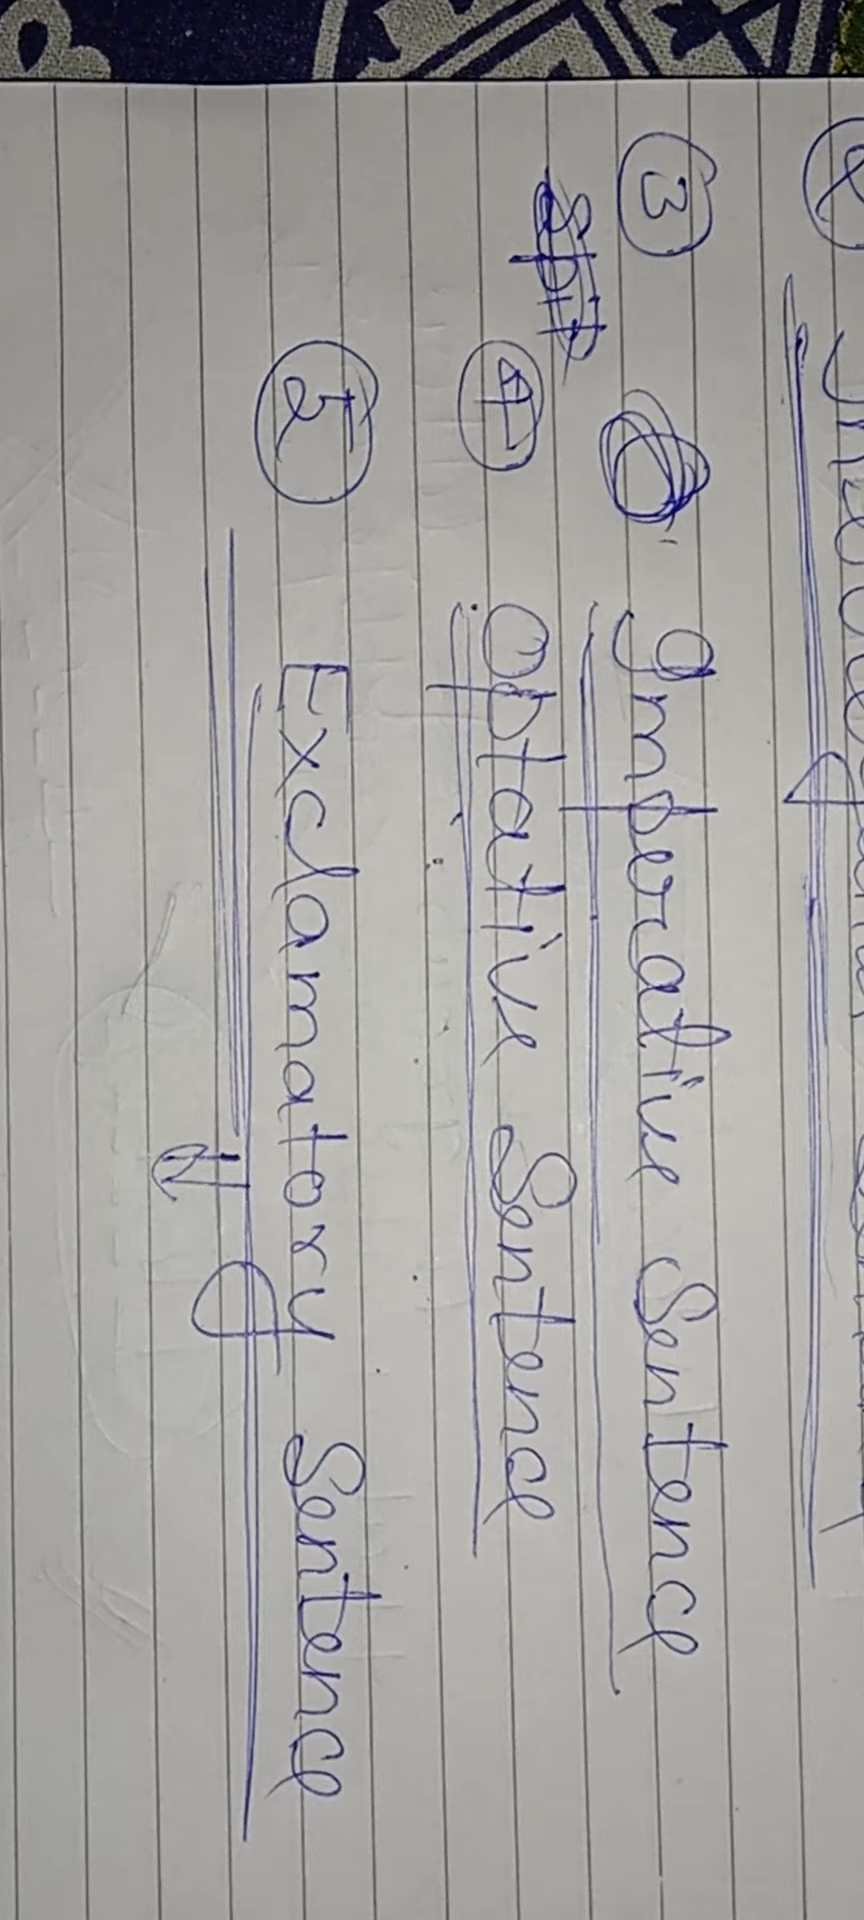 ③ Imperative Sentence
④ Optative Sentence
⑤ Exclamatory Sentence